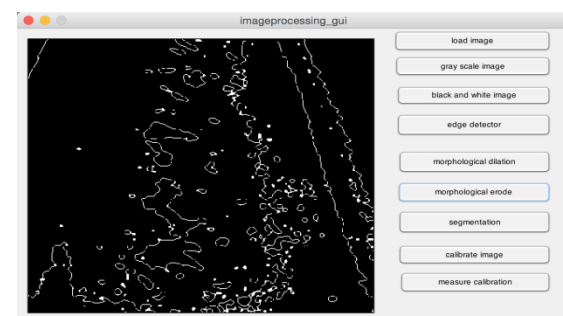 imageprocessing_gui
load image
gray scale image
black and white image
edge detector
morphological dilation
morphological erode
segmentation
calibrate image
measure calibration